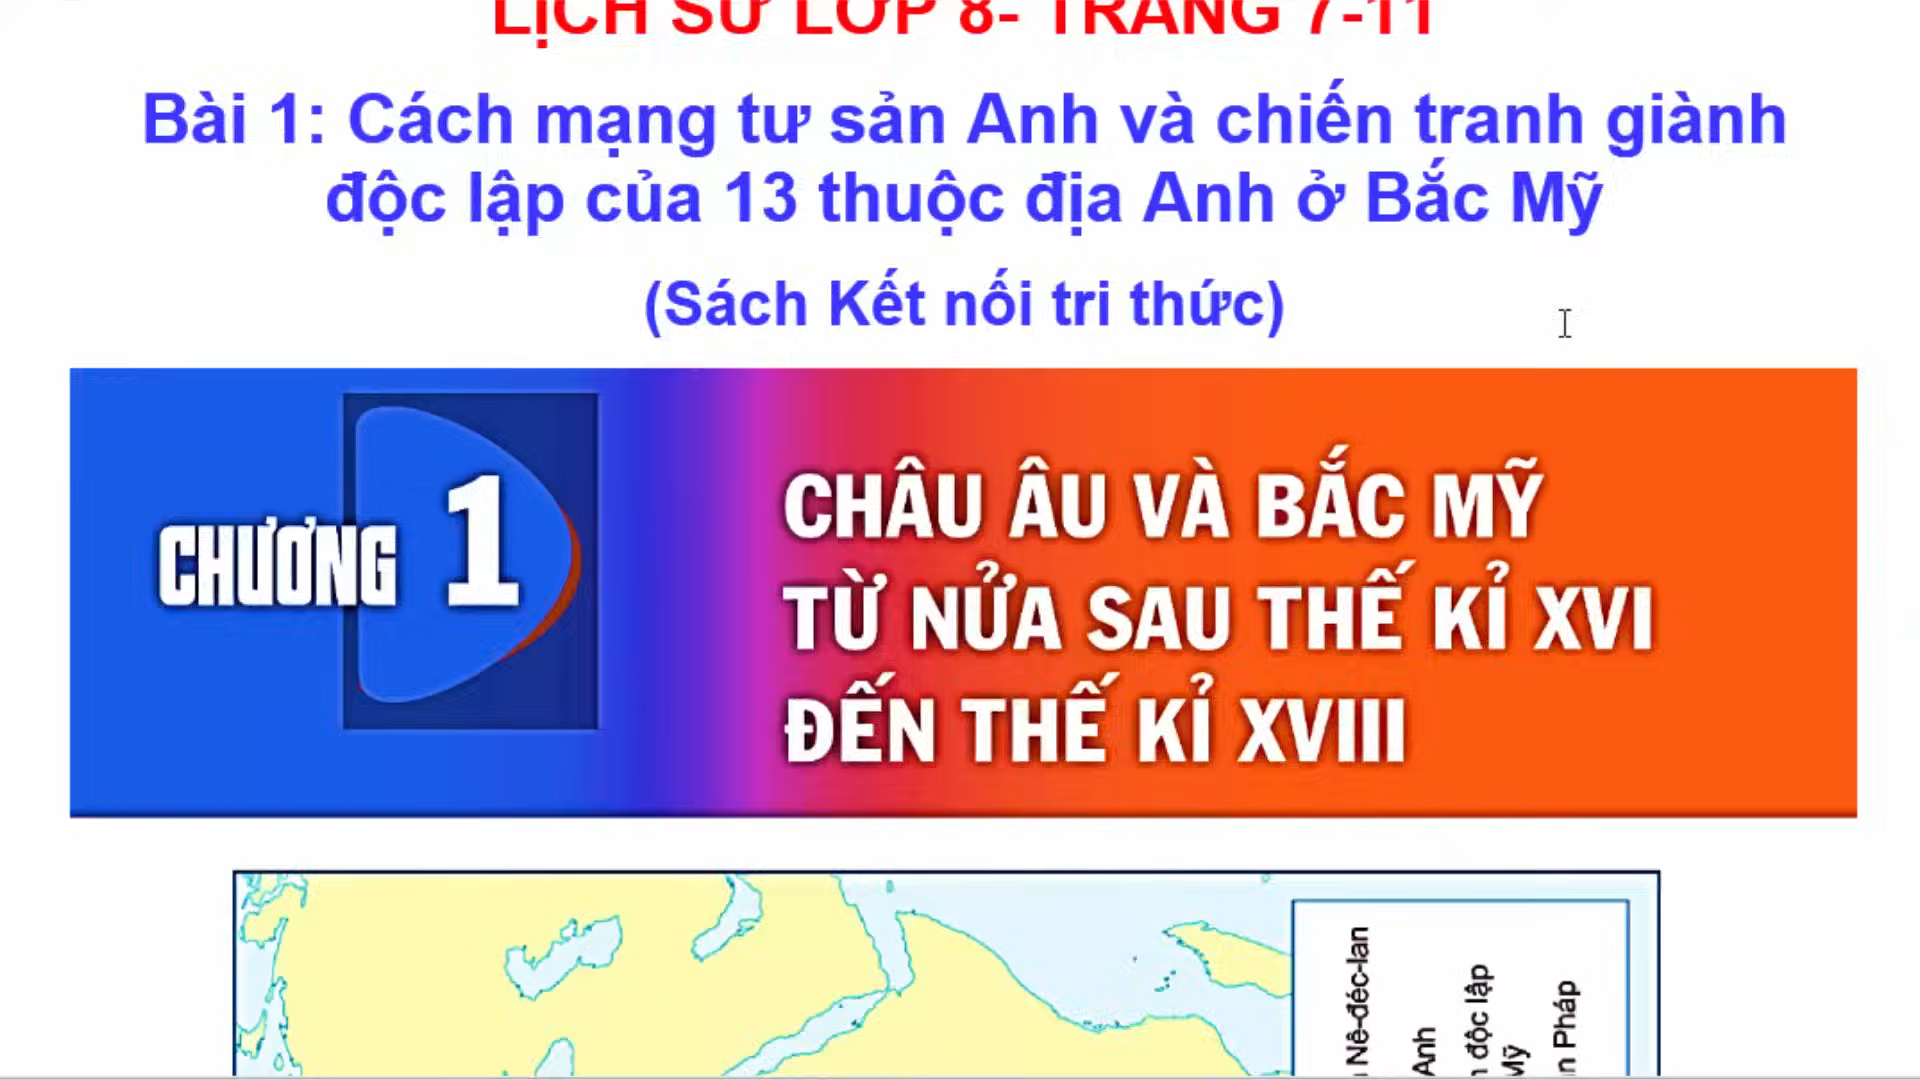 LỊCH SỬ LỚP 8- TRANG 7-11
Bài 1: Cách mạng tư sản Anh và chiến tranh giành
độc lập của 13 thuộc địa Anh ở Bắc Mỹ
(Sách Kết nối tri thức)
CHƯƠNG 1
CHÂU ÂU VÀ BẮC MỸ
TỪ NỬA SAU THẾ KỈ XVI
ĐẾN THẾ KỈ XVIII
Nê-đéc-lan
Anh
độc lập
Mỹ
Pháp